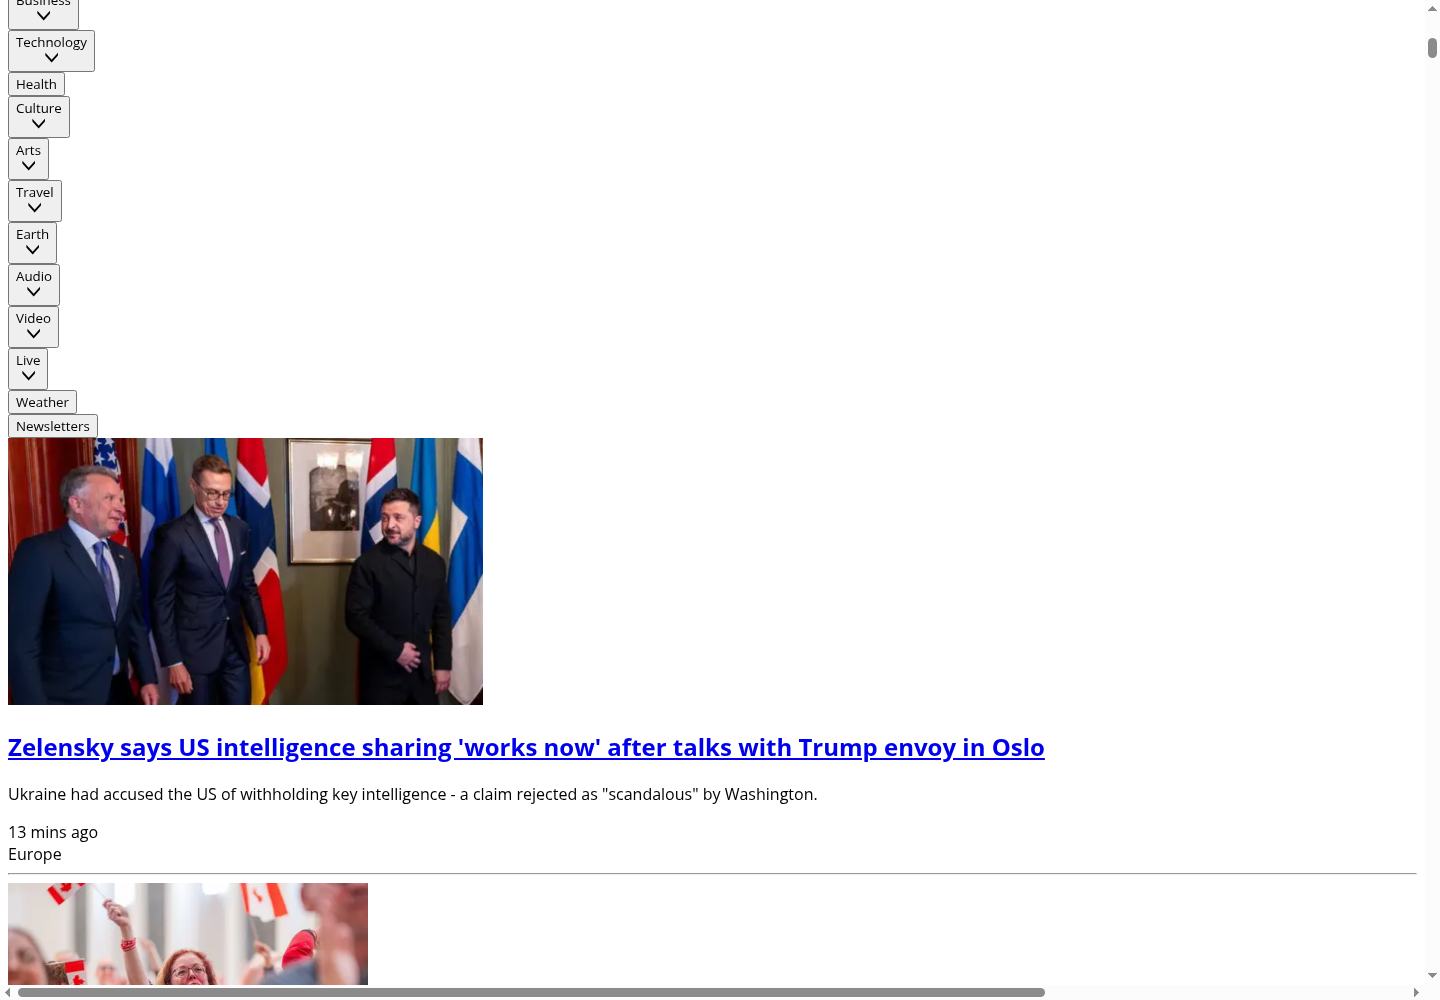 Business
Technology
Health
Culture
Arts
Travel
Earth
Audio
Video
Live
Weather
Newsletters
Zelensky says US intelligence sharing 'works now' after talks with Trump envoy in Oslo
Ukraine had accused the US of withholding key intelligence - a claim rejected as "scandalous" by Washington.
13 mins ago
Europe